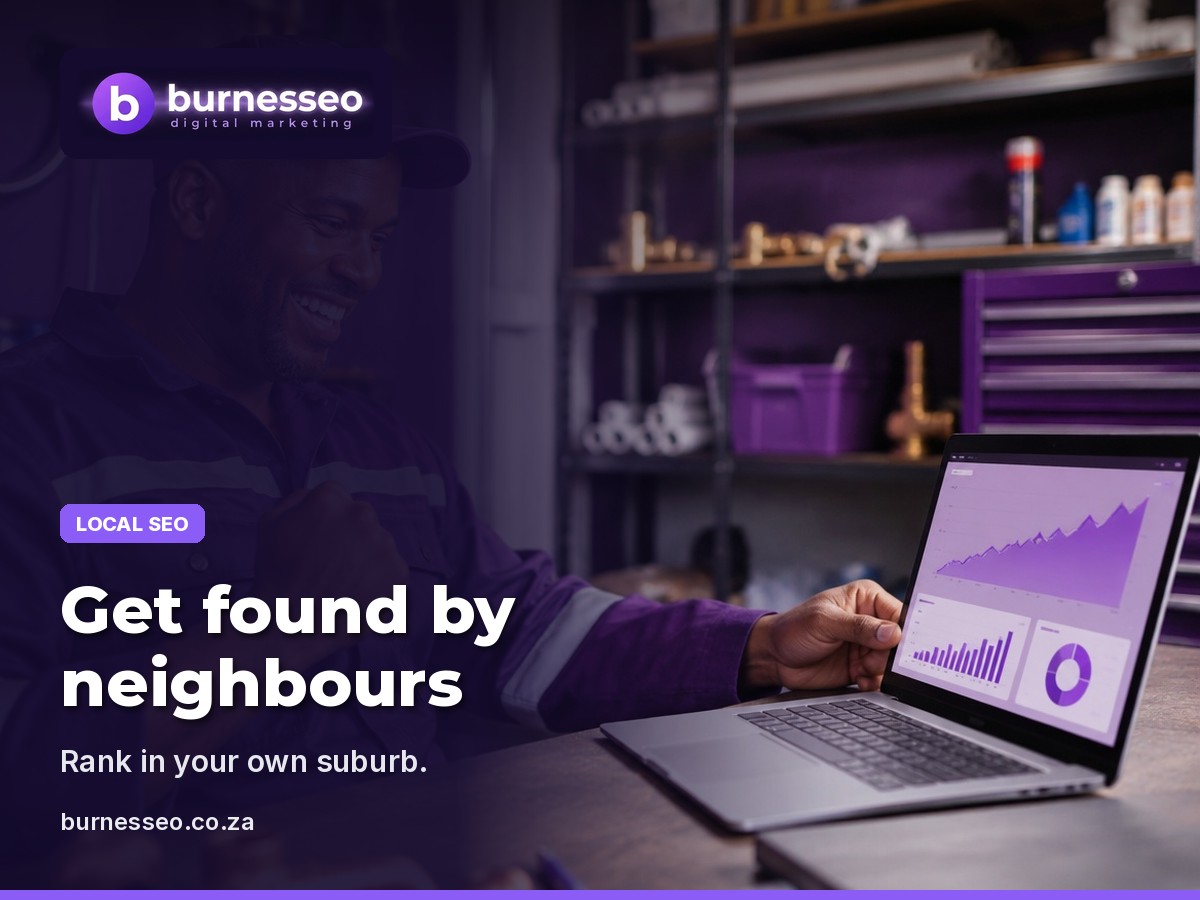 b burnesseo
digital marketing
LOCAL SEO
Get found by
neighbours
Rank in your own suburb.
burnesseo.co.za